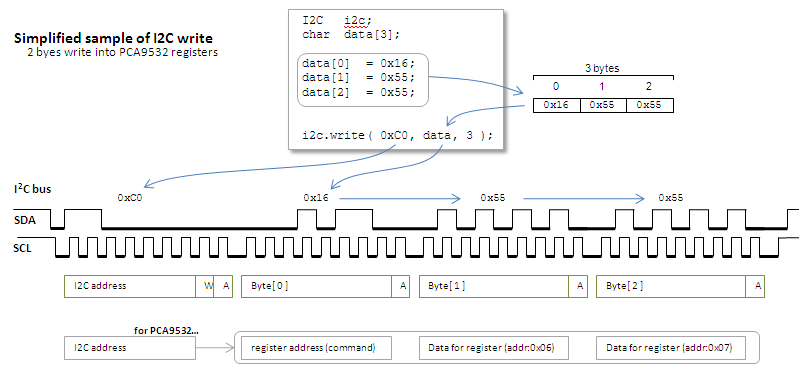 Simplified sample of I2C write
2 byes write into PCA9532 registers
I2C i2c;
char data[3];
data[0] = 0x16;
data[1] = 0x55;
data[2] = 0x55;
i2c.write( 0xC0, data, 3 );
3 bytes
0 1 2
0x16 0x55 0x55
I²C bus
0xC0 0x16 0x55 0x55
SDA
SCL
I2C address W A Byte[0] A Byte[1] A Byte[2] A
for PCA9532...
I2C address register address (command) Data for register (addr:0x06) Data for register (addr:0x07)